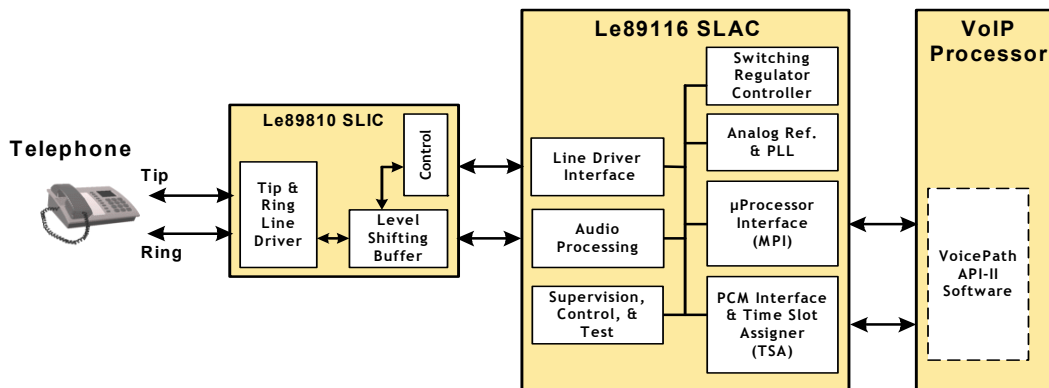 Telephone
Tip
Ring
Le89810 SLIC
Tip &
Ring
Line
Driver
Control
Level
Shifting
Buffer
Le89116 SLAC
Line Driver
Interface
Audio
Processing
Supervision,
Control, &
Test
Switching
Regulator
Controller
Analog Ref.
& PLL
µProcessor
Interface
(MPI)
PCM Interface
& Time Slot
Assigner
(TSA)
VoIP
Processor
VoicePath
API-II
Software